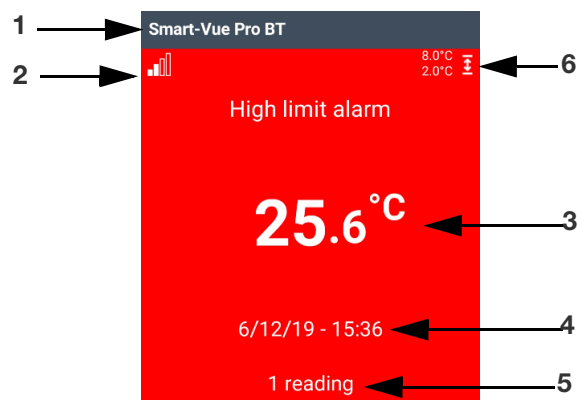 1
Smart-Vue Pro BT
2
8.0°C
2.0°C
6
High limit alarm
25.6°C
3
6/12/19 - 15:36
4
1 reading
5